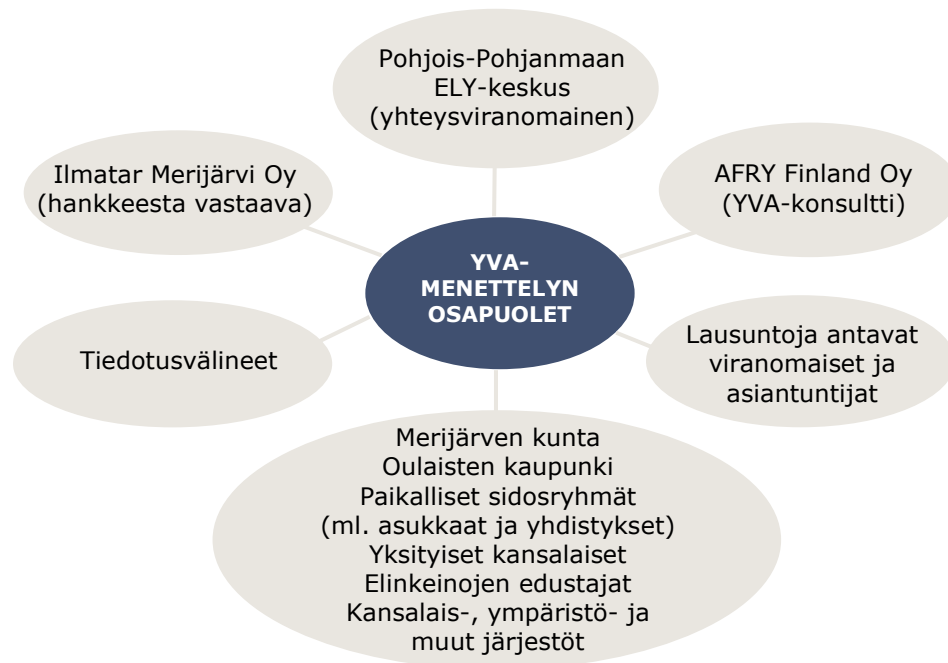 Pohjois-Pohjanmaan
ELY-keskus
(yhteysviranomainen)
Ilmatar Merijärvi Oy
(hankkeesta vastaava)
AFRY Finland Oy
(YVA-konsultti)
YVA-
MENETTELYN
OSAPUOLET
Tiedotusvälineet
Lausuntoja antavat
viranomaiset ja
asiantuntijat
Merijärven kunta
Oulaisten kaupunki
Paikalliset sidosryhmät
(ml. asukkaat ja yhdistykset)
Yksityiset kansalaiset
Elinkeinojen edustajat
Kansalais-, ympäristö- ja
muut järjestöt